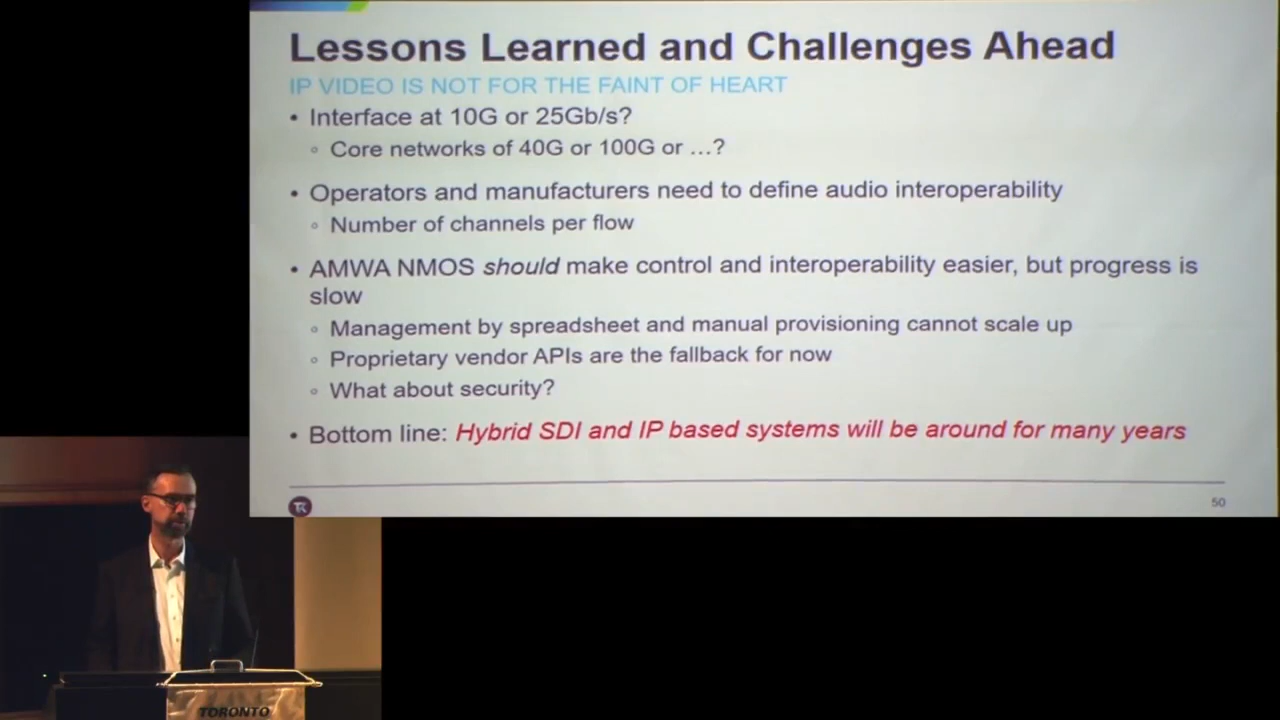 Lessons Learned and Challenges Ahead
IP VIDEO IS NOT FOR THE FAINT OF HEART
• Interface at 10G or 25Gb/s?
◦ Core networks of 40G or 100G or …?
• Operators and manufacturers need to define audio interoperability
◦ Number of channels per flow
• AMWA NMOS should make control and interoperability easier, but progress is
slow
◦ Management by spreadsheet and manual provisioning cannot scale up
◦ Proprietary vendor APIs are the fallback for now
◦ What about security?
• Bottom line: Hybrid SDI and IP based systems will be around for many years
50
TORONTO